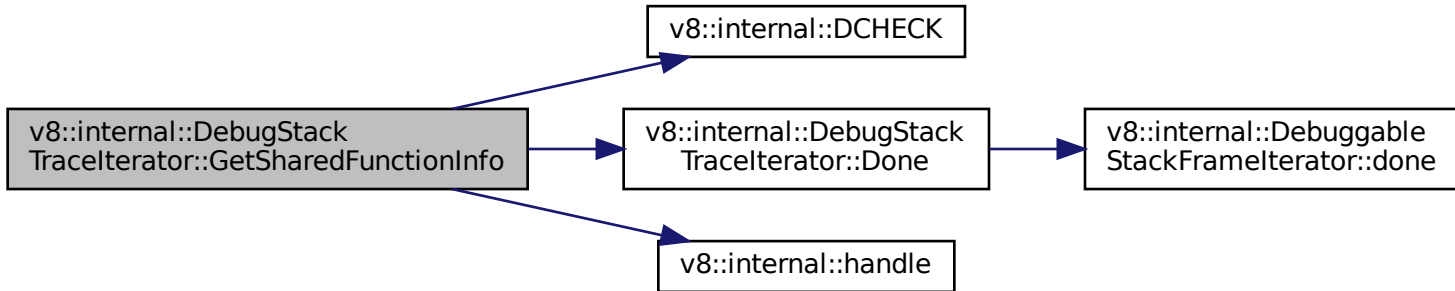 v8::internal::DCHECK
v8::internal::DebugStack
TraceIterator::GetSharedFunctionInfo
v8::internal::DebugStack
TraceIterator::Done
v8::internal::Debuggable
StackFrameIterator::done
v8::internal::handle